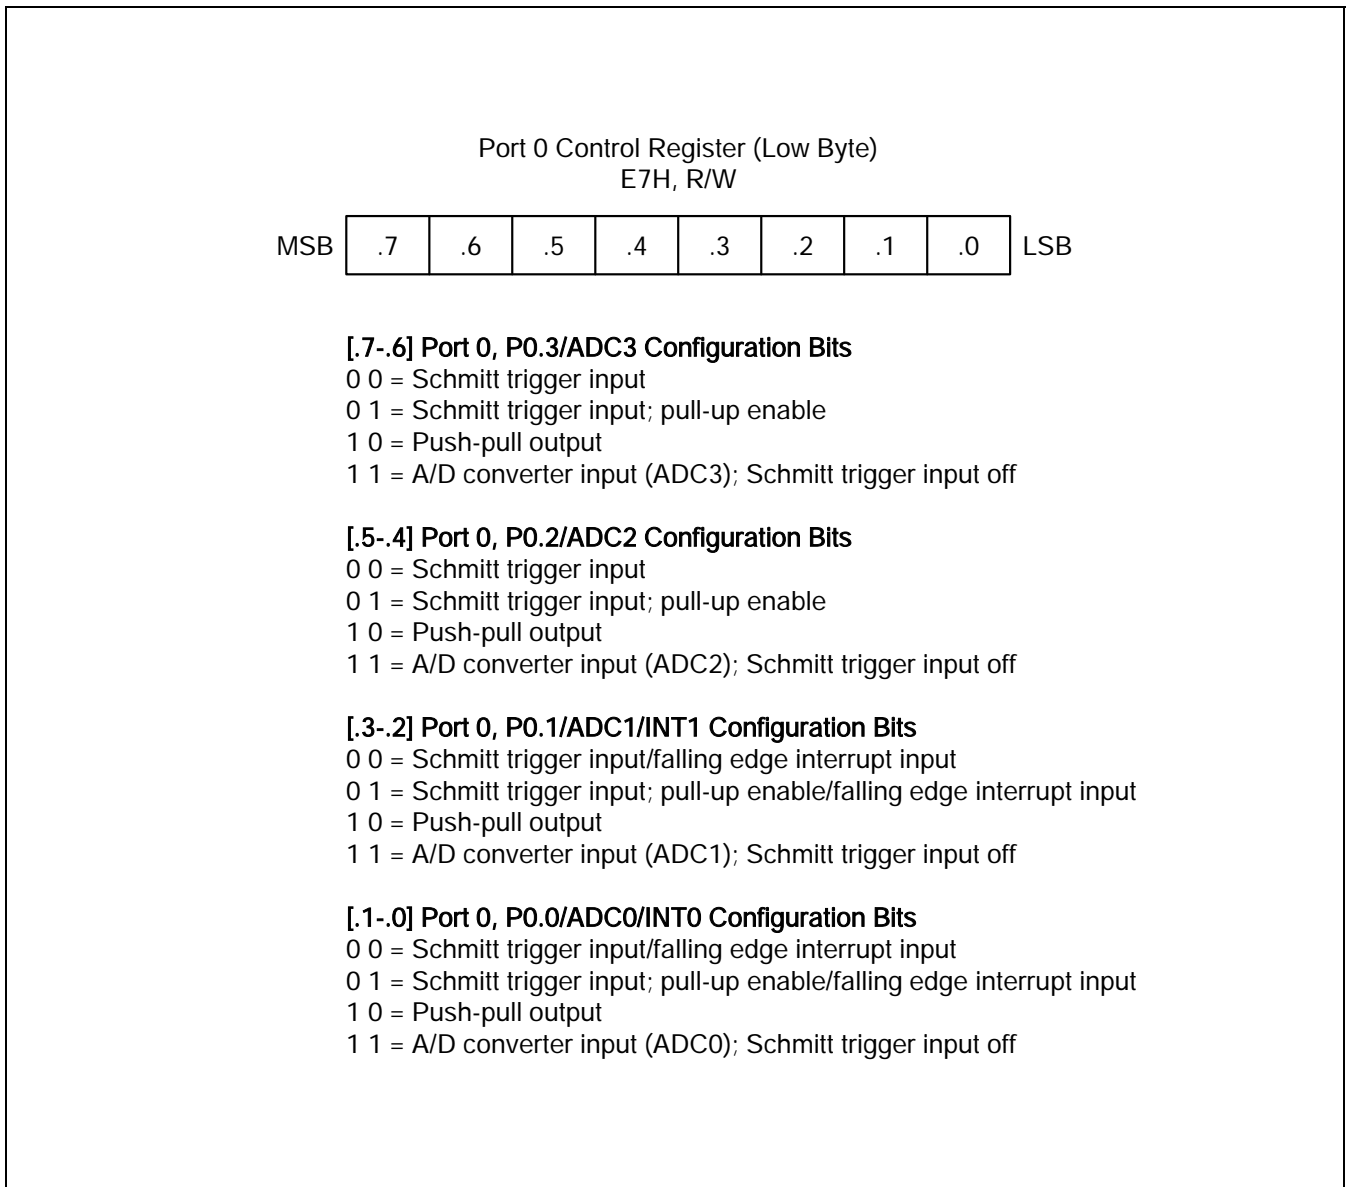 Port 0 Control Register (Low Byte)
E7H, R/W
MSB .7 .6 .5 .4 .3 .2 .1 .0 LSB
[.7-.6] Port 0, P0.3/ADC3 Configuration Bits
0 0 = Schmitt trigger input
0 1 = Schmitt trigger input; pull-up enable
1 0 = Push-pull output
1 1 = A/D converter input (ADC3); Schmitt trigger input off
[.5-.4] Port 0, P0.2/ADC2 Configuration Bits
0 0 = Schmitt trigger input
0 1 = Schmitt trigger input; pull-up enable
1 0 = Push-pull output
1 1 = A/D converter input (ADC2); Schmitt trigger input off
[.3-.2] Port 0, P0.1/ADC1/INT1 Configuration Bits
0 0 = Schmitt trigger input/falling edge interrupt input
0 1 = Schmitt trigger input; pull-up enable/falling edge interrupt input
1 0 = Push-pull output
1 1 = A/D converter input (ADC1); Schmitt trigger input off
[.1-.0] Port 0, P0.0/ADC0/INT0 Configuration Bits
0 0 = Schmitt trigger input/falling edge interrupt input
0 1 = Schmitt trigger input; pull-up enable/falling edge interrupt input
1 0 = Push-pull output
1 1 = A/D converter input (ADC0); Schmitt trigger input off